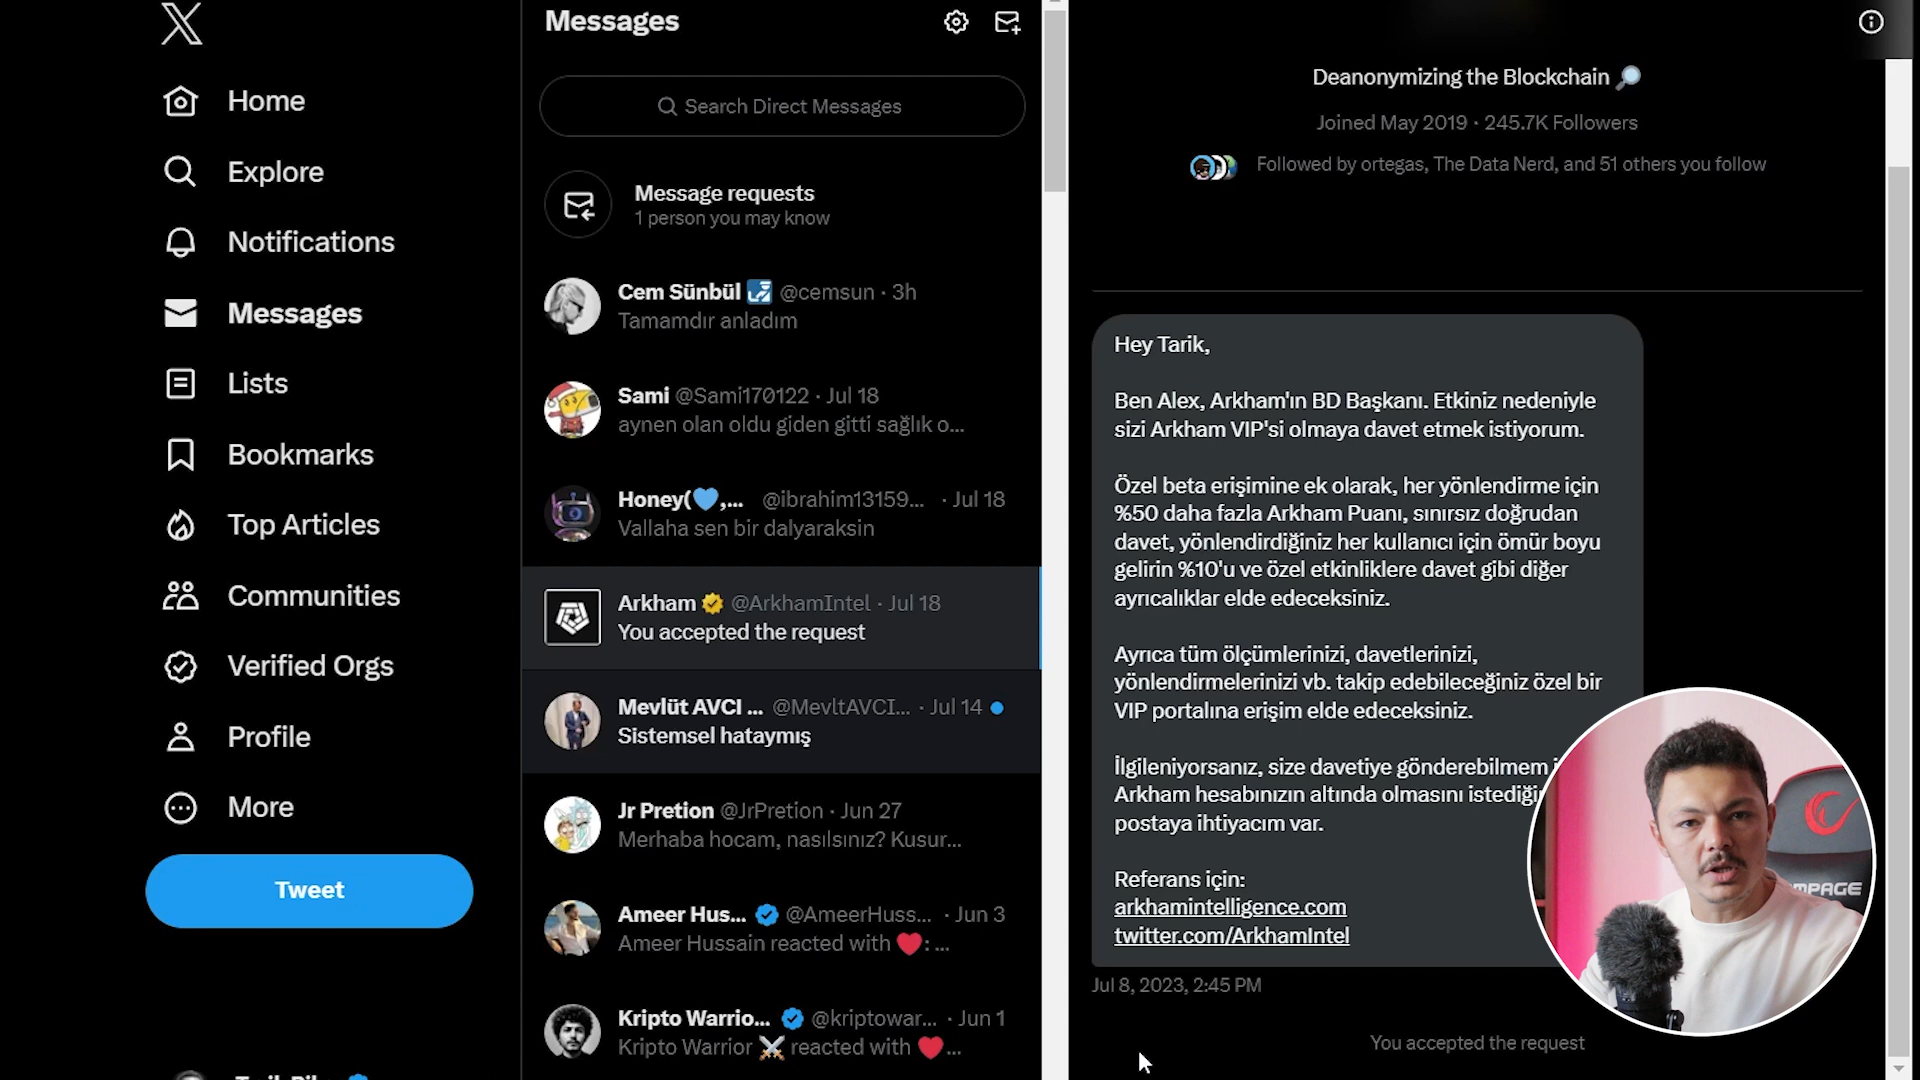 Home
Explore
Notifications
Messages
Lists
Bookmarks
Top Articles
Communities
Verified Orgs
Profile
More
Tweet
Messages
Search Direct Messages
Message requests
1 person you may know
Cem Sünbül @cemsun · 3h
Tamamdır anladım
Sami @Sami170122 · Jul 18
aynen olan oldu giden gitti sağlık o...
Honey(💙,... @ibrahim13159... · Jul 18
Vallaha sen bir dalyaraksin
Arkham @ArkhamIntel · Jul 18
You accepted the request
Mevlüt AVCI ... @MevltAVCI... · Jul 14
Sistemsel hataymış
Jr Pretion @JrPretion · Jun 27
Merhaba hocam, nasılsınız? Kusur...
Ameer Hus... @AmeerHuss... · Jun 3
Ameer Hussain reacted with ❤️: ...
Kripto Warrio... @kriptowar... · Jun 1
Kripto Warrior ⚔️ reacted with ❤️...
Deanonymizing the Blockchain 🔎
Joined May 2019 · 245.7K Followers
Followed by ortegas, The Data Nerd, and 51 others you follow
Hey Tarik,
Ben Alex, Arkham'ın BD Başkanı. Etkiniz nedeniyle
sizi Arkham VIP'si olmaya davet etmek istiyorum.
Özel beta erişimine ek olarak, her yönlendirme için
%50 daha fazla Arkham Puanı, sınırsız doğrudan
davet, yönlendirdiğiniz her kullanıcı için ömür boyu
gelirin %10'u ve özel etkinliklere davet gibi diğer
ayrıcalıklar elde edeceksiniz.
Ayrıca tüm ölçümlerinizi, davetlerinizi,
yönlendirmelerinizi vb. takip edebileceğiniz özel bir
VIP portalına erişim elde edeceksiniz.
İlgileniyorsanız, size davetiye gönderebilmem
Arkham hesabınızın altında olmasını
postaya ihtiyacım var.
Referans için:
arkhamintelligence.com
twitter.com/ArkhamIntel
Jul 8, 2023, 2:45 PM
You accepted the request